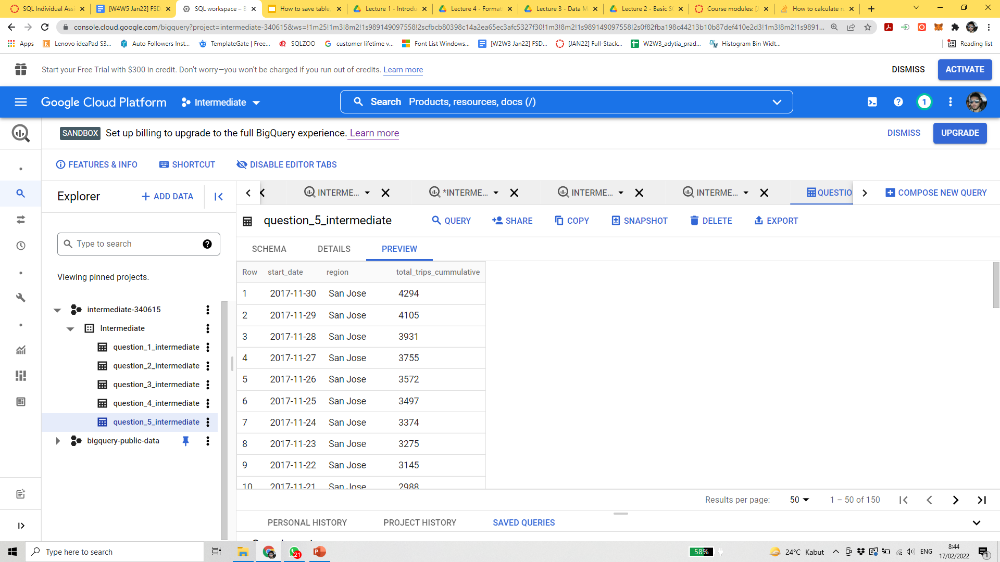 SQL Individual Assi
[W4W5 Jan22] FSD
SQL workspace – B
How to save table,
Lecture 1 - Introdu
Lecture 4 - Format
Lecture 3 - Data M
Lecture 2 - Basic S
Course modules: [J
How to calculate ru
console.cloud.google.com/bigquery?project=intermediate-340615&ws=!1m25!1m3!8m2!1s989149097558!2scfbcb80398c14a2ea65ec3afc5327f30!1m3!8m2!1s989149097558!2s0f82fba198c44213b10b87def410e2d3!1m3!8m2!1s9891...
Apps
Lenovo ideaPad S3...
Auto Followers Inst...
TemplateGate | Free...
SQLZOO
customer lifetime v...
Font List Windows...
[W2W3 Jan22] FSD...
[JAN22] Full-Stack...
W2W3_adytia_prad...
Histogram Bin Widt...
Reading list
Start your Free Trial with $300 in credit. Don't worry—you won't be charged if you run out of credits. Learn more
DISMISS
ACTIVATE
Google Cloud Platform
Intermediate
Search Products, resources, docs (/)
1
SANDBOX Set up billing to upgrade to the full BigQuery experience. Learn more
DISMISS
UPGRADE
FEATURES & INFO
SHORTCUT
DISABLE EDITOR TABS
Explorer
ADD DATA
INTERME...
*INTERME...
INTERME...
INTERME...
QUESTIO
COMPOSE NEW QUERY
question_5_intermediate
QUERY
SHARE
COPY
SNAPSHOT
DELETE
EXPORT
Type to search
Viewing pinned projects.
intermediate-340615
Intermediate
question_1_intermediate
question_2_intermediate
question_3_intermediate
question_4_intermediate
question_5_intermediate
bigquery-public-data
SCHEMA
DETAILS
PREVIEW
Row start_date region total_trips_cummulative
1 2017-11-30 San Jose 4294
2 2017-11-29 San Jose 4105
3 2017-11-28 San Jose 3931
4 2017-11-27 San Jose 3755
5 2017-11-26 San Jose 3572
6 2017-11-25 San Jose 3497
7 2017-11-24 San Jose 3374
8 2017-11-23 San Jose 3275
9 2017-11-22 San Jose 3145
10 2017-11-21 San Jose 2988
Results per page: 50 1 – 50 of 150
PERSONAL HISTORY
PROJECT HISTORY
SAVED QUERIES
Type here to search
21
58%
24°C Kabut
ENG
8:44
17/02/2022
1